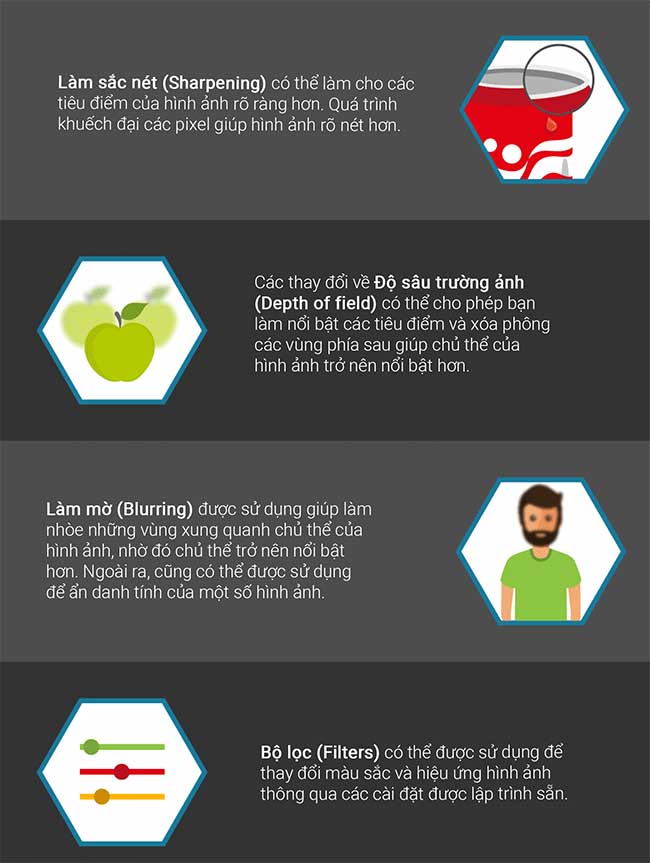 Làm sắc nét (Sharpening) có thể làm cho các
tiêu điểm của hình ảnh rõ ràng hơn. Quá trình
khuếch đại các pixel giúp hình ảnh rõ nét hơn.
Các thay đổi về Độ sâu trường ảnh
(Depth of field) có thể cho phép bạn
làm nổi bật các tiêu điểm và xóa phông
các vùng phía sau giúp chủ thể của
hình ảnh trở nên nổi bật hơn.
Làm mờ (Blurring) được sử dụng giúp làm
nhòe những vùng xung quanh chủ thể của
hình ảnh, nhờ đó chủ thể trở nên nổi bật
hơn. Ngoài ra, cũng có thể được sử dụng
để ẩn danh tính của một số hình ảnh.
Bộ lọc (Filters) có thể được sử dụng để
thay đổi màu sắc và hiệu ứng hình ảnh
thông qua các cài đặt được lập trình sẵn.